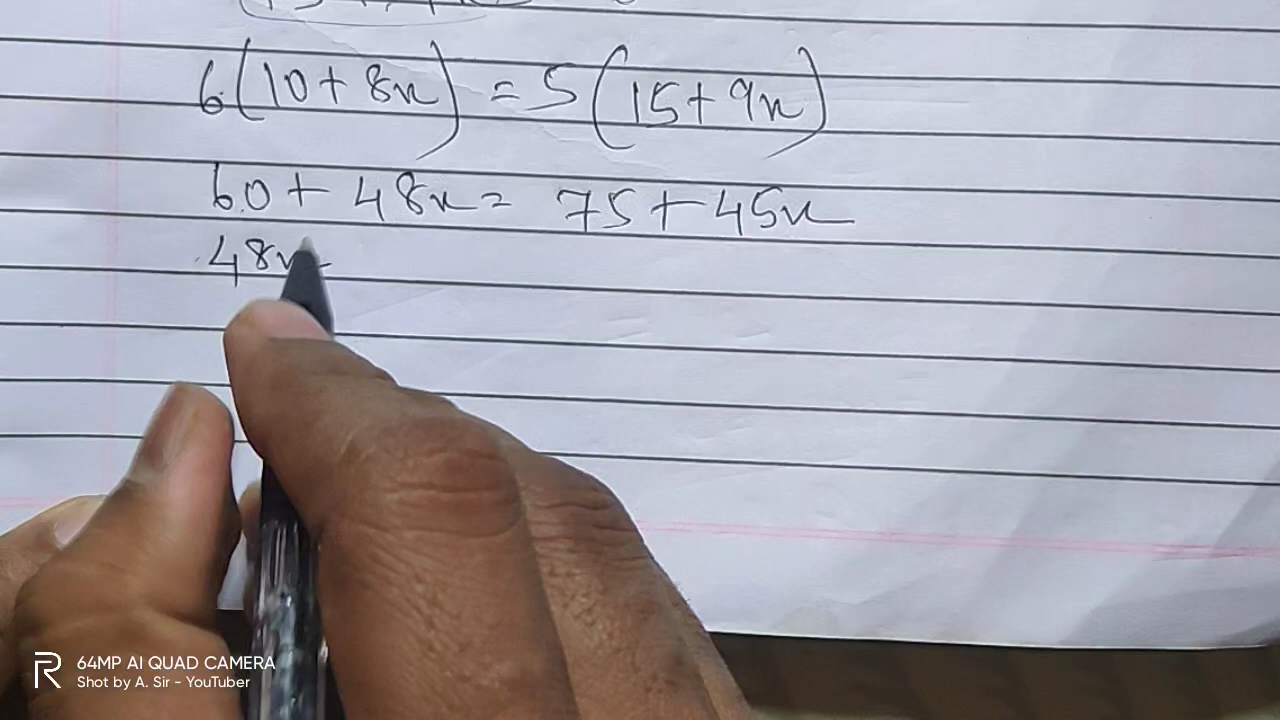 6(10+8x) = 5(15+9x)
60+48x= 75+45x
48x
64MP AI QUAD CAMERA
Shot by A. Sir - YouTuber